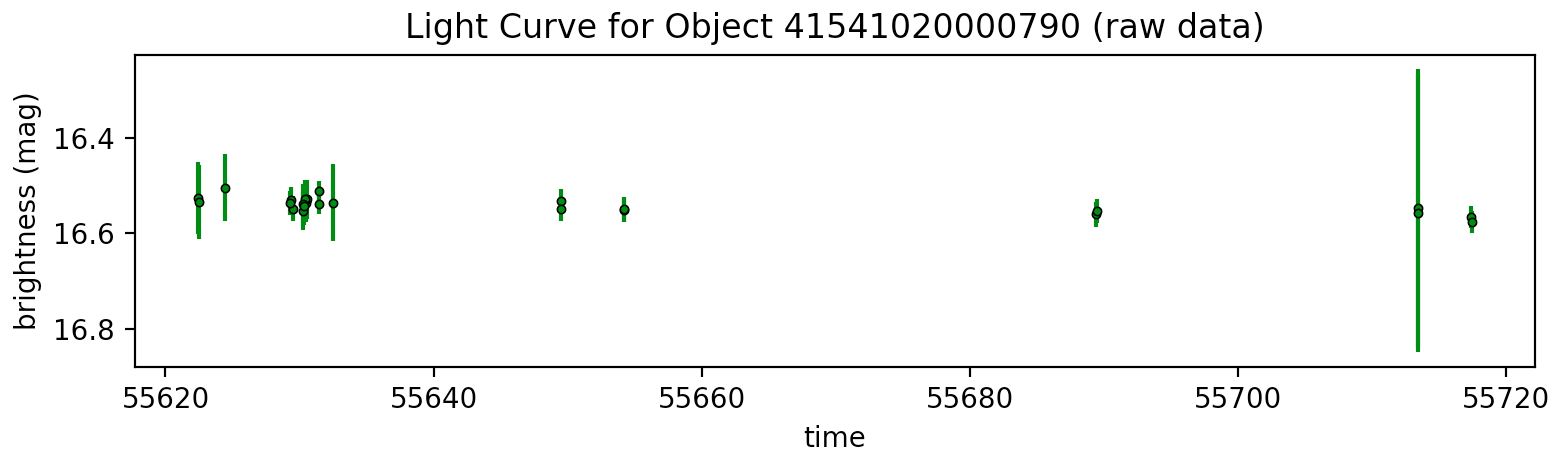 Light Curve for Object 41541020000790 (raw data)
brightness (mag)
16.4
16.6
16.8
55620 55640 55660 55680 55700 55720
time